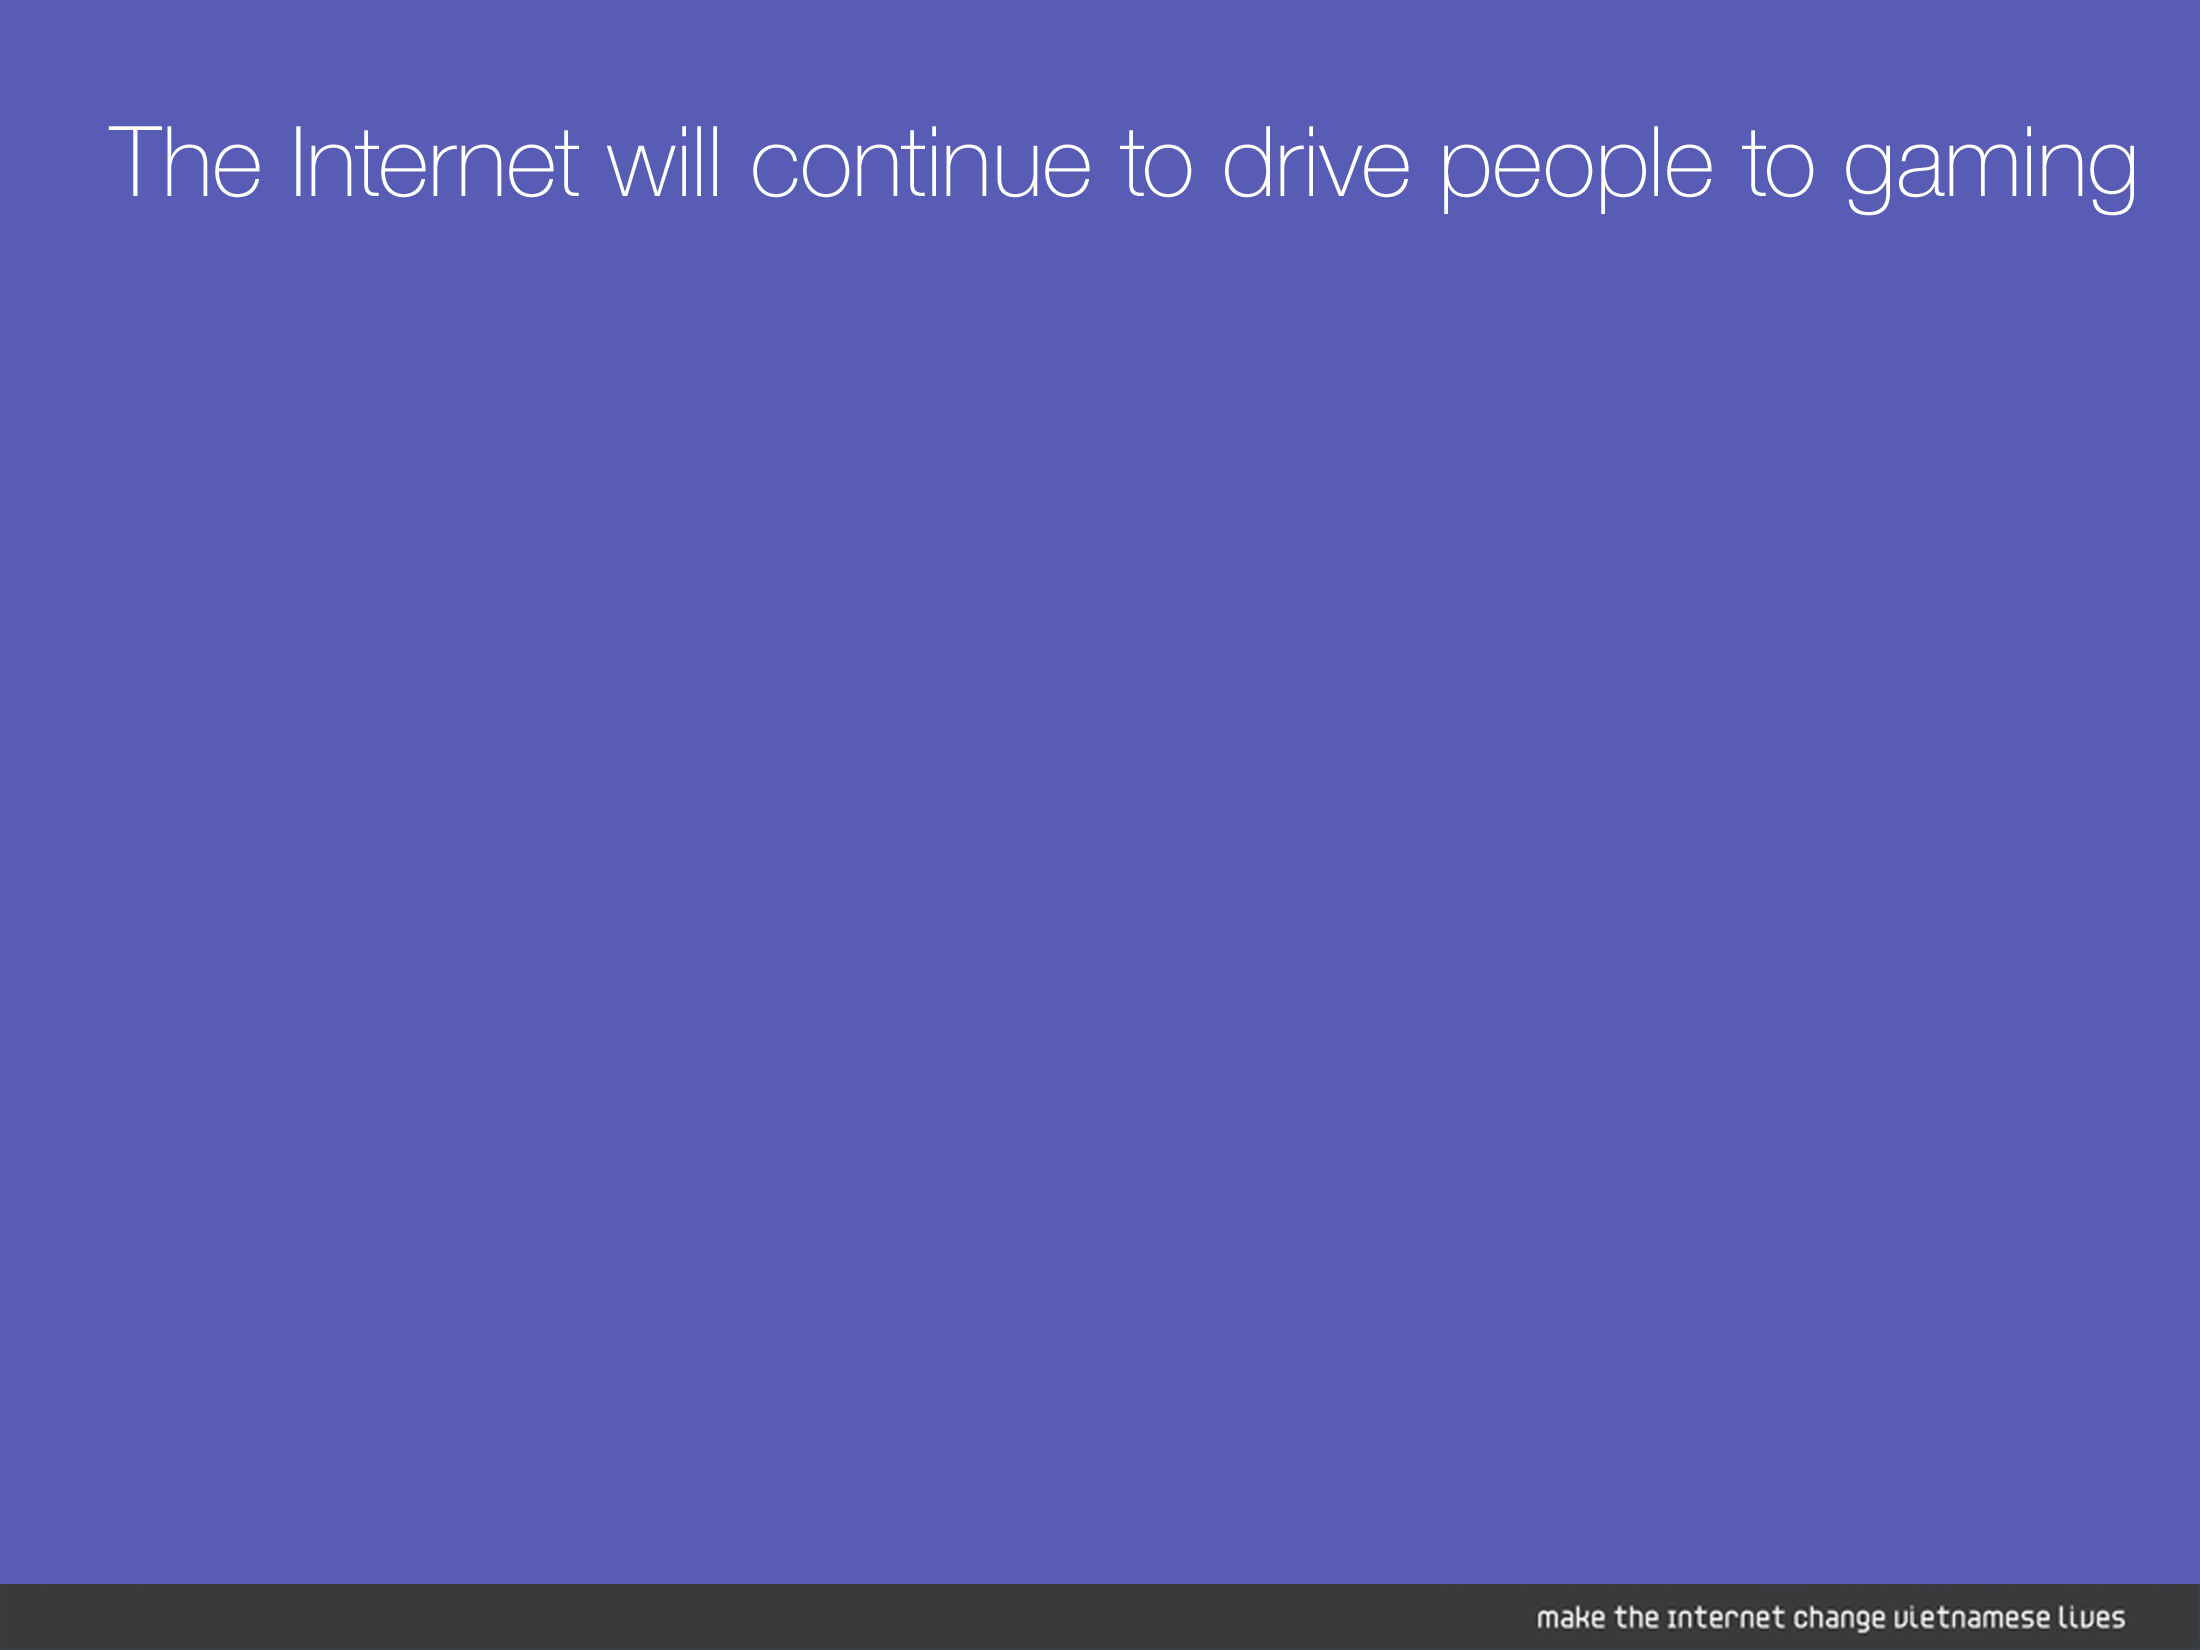 The Internet will continue to drive people to gaming
make the Internet change vietnamese lives